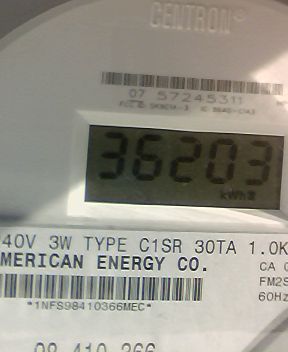 CENTRON®
07 57245311
36203
kWh
40V 3W TYPE C1SR 30TA 1.0K
MERICAN ENERGY CO.
CA
FM2S
60Hz
*1NFS98410366MEC*
98 410 366